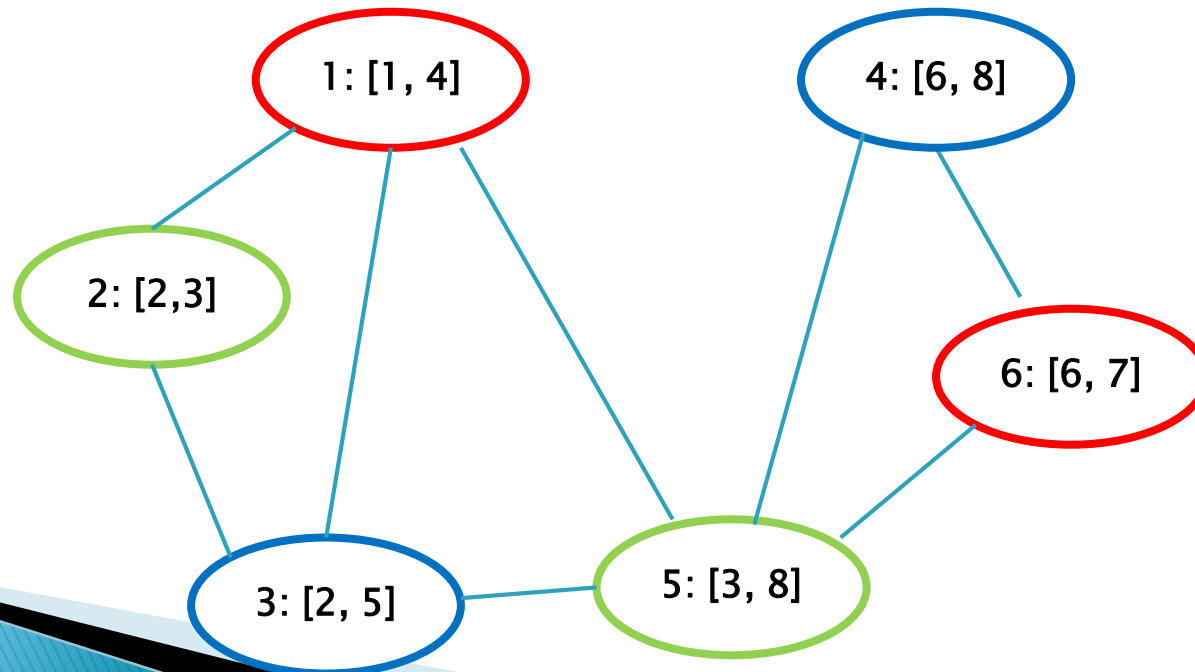 1: [1, 4]
4: [6, 8]
2: [2,3]
6: [6, 7]
5: [3, 8]
3: [2, 5]